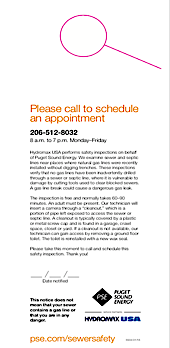 Please call to schedule
an appointment
206-512-8032
8 a.m. to 7 p.m. Monday–Friday
Hydromax USA performs safety inspections on behalf
of Puget Sound Energy. We examine sewer and septic
lines near places where natural gas lines were recently
installed without digging trenches. These inspections
verify that no gas lines have been inadvertently drilled
through a sewer or septic line, where it is vulnerable to
damage by cutting tools used to clear blocked sewers.
A gas line break could cause a dangerous gas leak.
The inspection is free and normally takes 60–90
minutes. An adult must be present. Our technician will
insert a camera through a "cleanout," which is a
portion of pipe left exposed to access the sewer or
septic line. A cleanout is typically covered by a plastic
or metal screw cap and is found in a garage, crawl
space, closet or yard. If a cleanout is not available, our
technician can gain access by removing a ground floor
toilet. The toilet is reinstalled with a new wax seal.
Please take this moment to call and schedule this
safety inspection. Thank you!
___ / ___ / ___
Date notified
This notice does not
mean that your sewer
contains a gas line or
that you are in any
danger.
PSE
PUGET
SOUND
ENERGY
HYDROMAX USA
pse.com/sewersafety